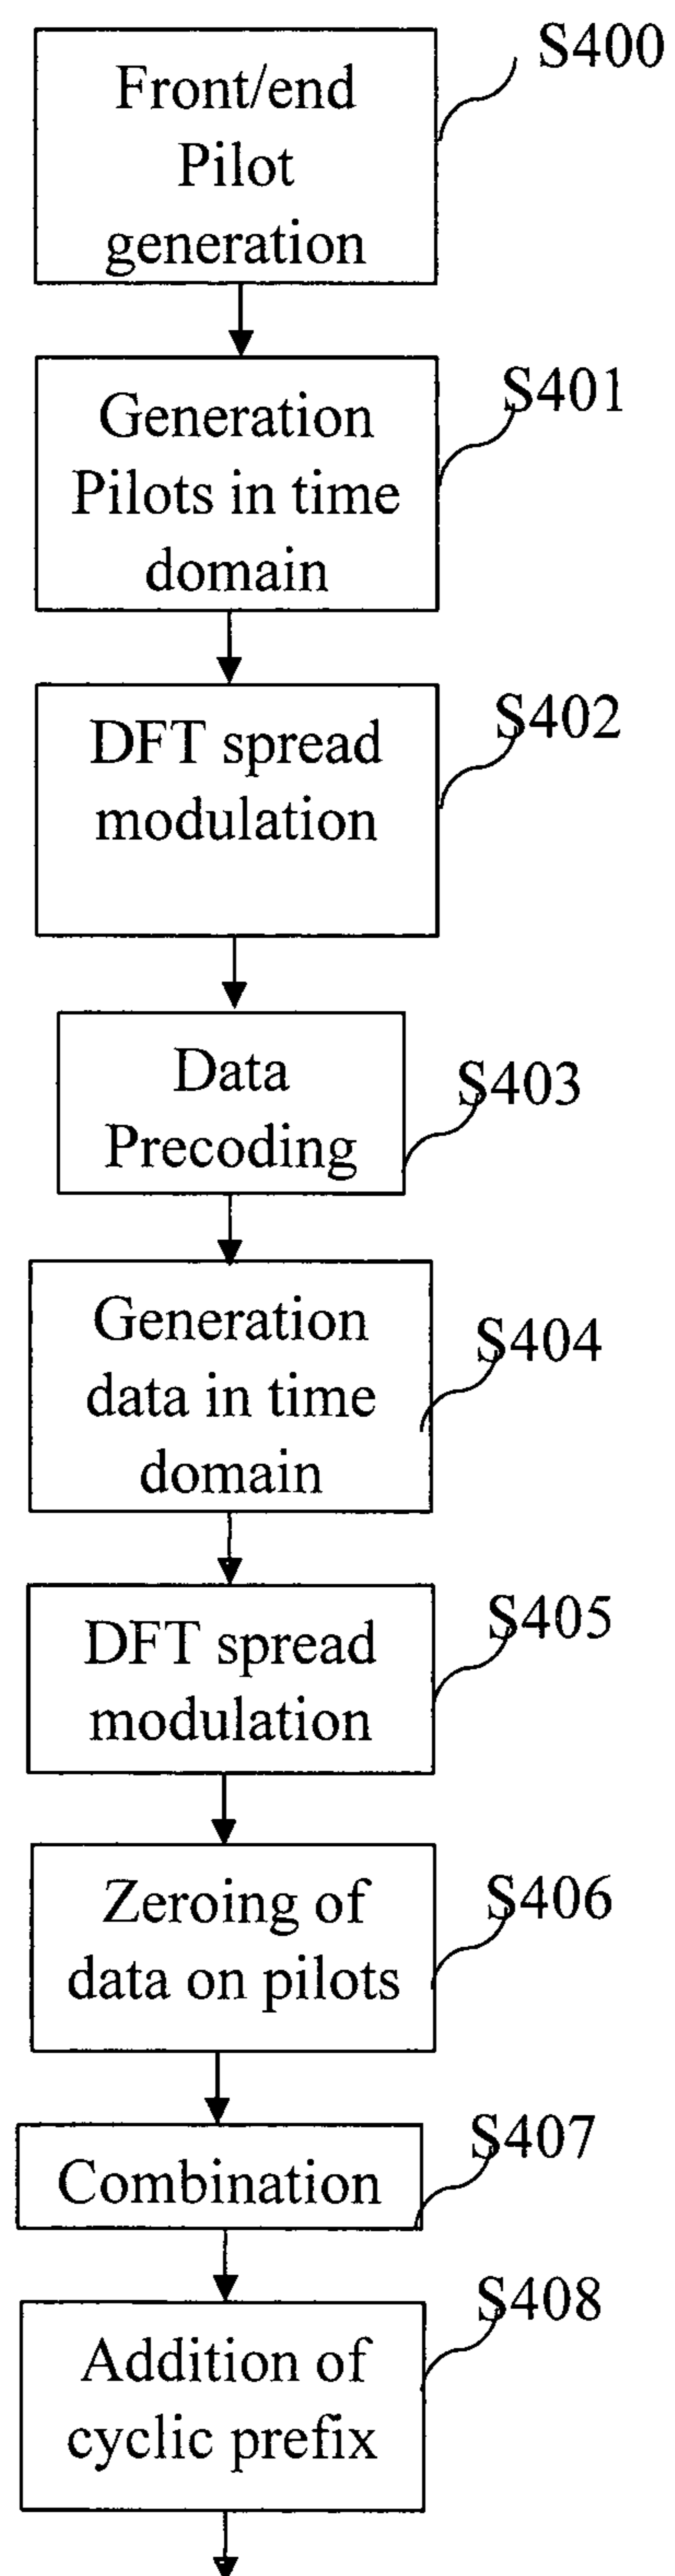 S400
Front/end
Pilot
generation
S401
Generation
Pilots in time
domain
S402
DFT spread
modulation
S403
Data
Precoding
S404
Generation
data in time
domain
S405
DFT spread
modulation
S406
Zeroing of
data on pilots
S407
Combination
S408
Addition of
cyclic prefix